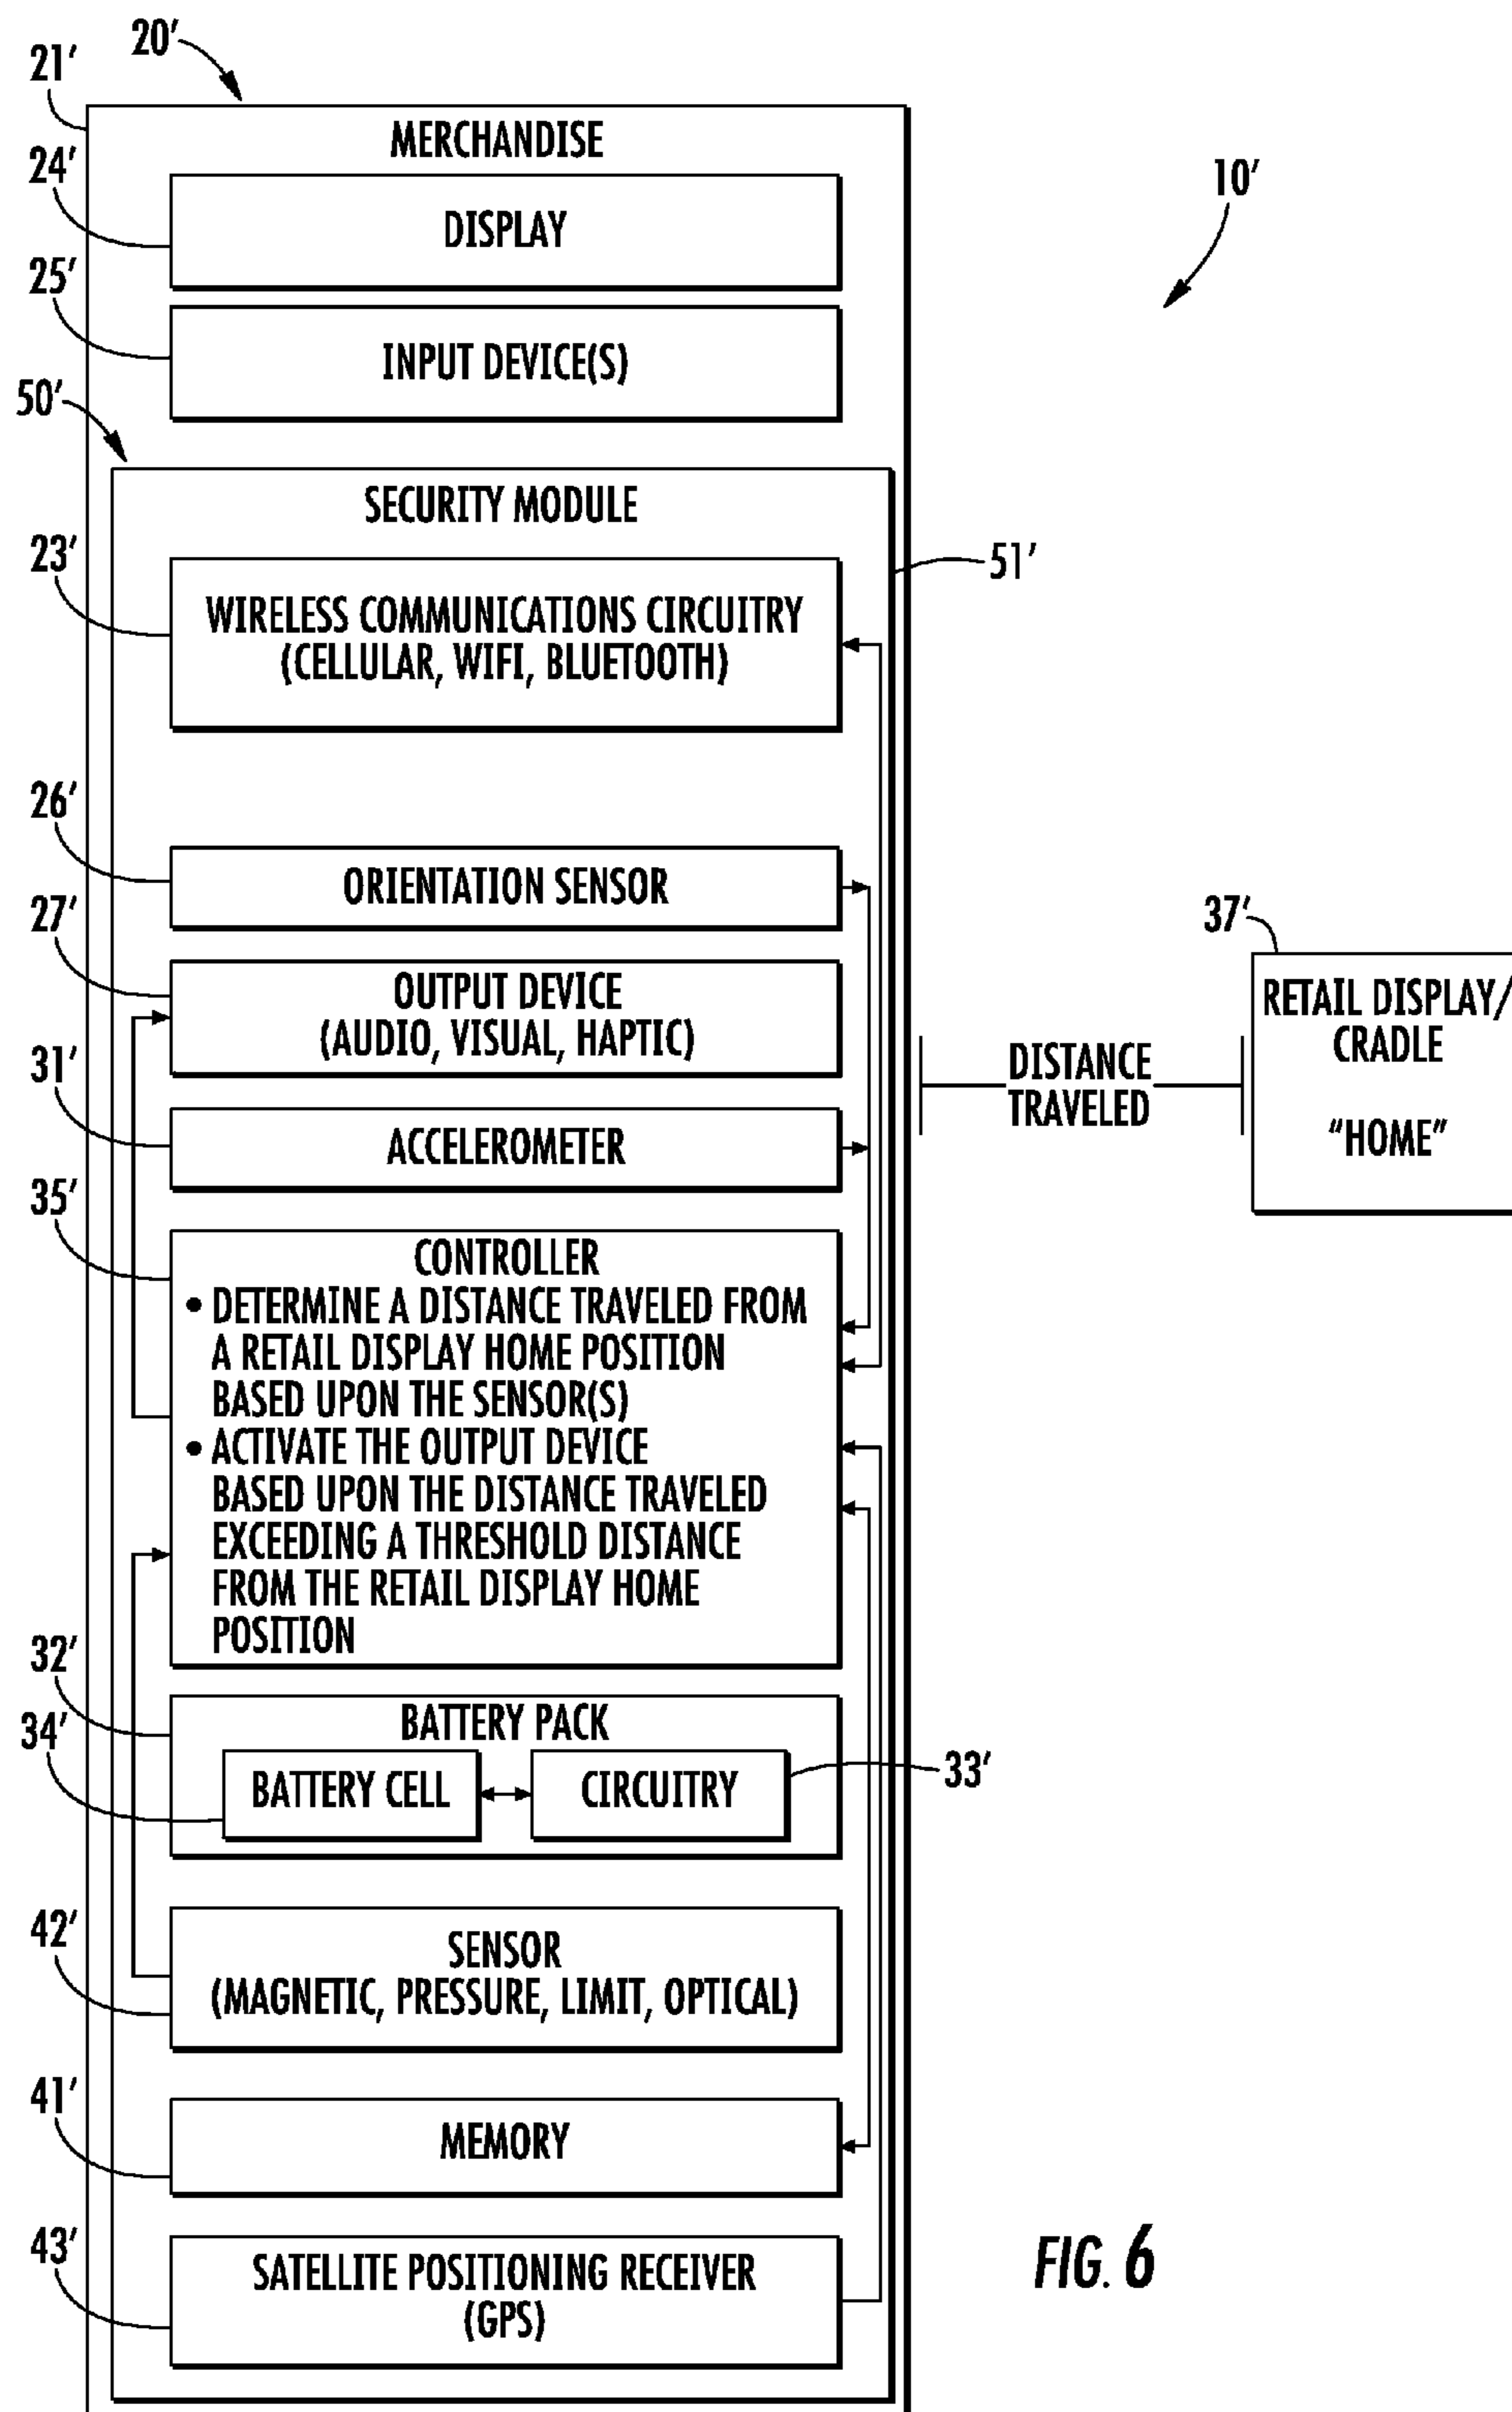 20′
21′
MERCHANDISE
24′
DISPLAY
10′
25′
INPUT DEVICE(S)
50′
SECURITY MODULE
23′
51′
WIRELESS COMMUNICATIONS CIRCUITRY
(CELLULAR, WIFI, BLUETOOTH)
26′
ORIENTATION SENSOR
27′
OUTPUT DEVICE
(AUDIO, VISUAL, HAPTIC)
37′
RETAIL DISPLAY/
CRADLE
"HOME"
DISTANCE
TRAVELED
31′
ACCELEROMETER
35′
CONTROLLER
• DETERMINE A DISTANCE TRAVELED FROM
A RETAIL DISPLAY HOME POSITION
BASED UPON THE SENSOR(S)
• ACTIVATE THE OUTPUT DEVICE
BASED UPON THE DISTANCE TRAVELED
EXCEEDING A THRESHOLD DISTANCE
FROM THE RETAIL DISPLAY HOME
POSITION
32′
BATTERY PACK
34′
BATTERY CELL
CIRCUITRY
33′
42′
SENSOR
(MAGNETIC, PRESSURE, LIMIT, OPTICAL)
41′
MEMORY
43′
SATELLITE POSITIONING RECEIVER
(GPS)
FIG. 6